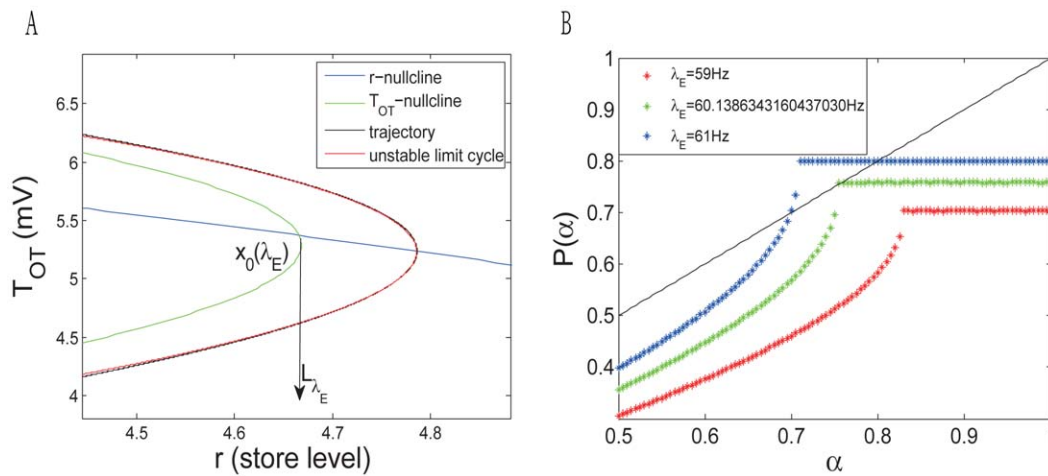 A
B
r-nullcline
T_OT-nullcline
trajectory
unstable limit cycle
6.5
6
5.5
5
4.5
4
T_OT (mV)
x_0(λ_E)
L_λ_E
4.5 4.6 4.7 4.8
r (store level)
λ_E=59Hz
λ_E=60.1386343160437030Hz
λ_E=61Hz
1
0.9
0.8
0.7
0.6
0.5
0.4
P(α)
0.5 0.6 0.7 0.8 0.9
α